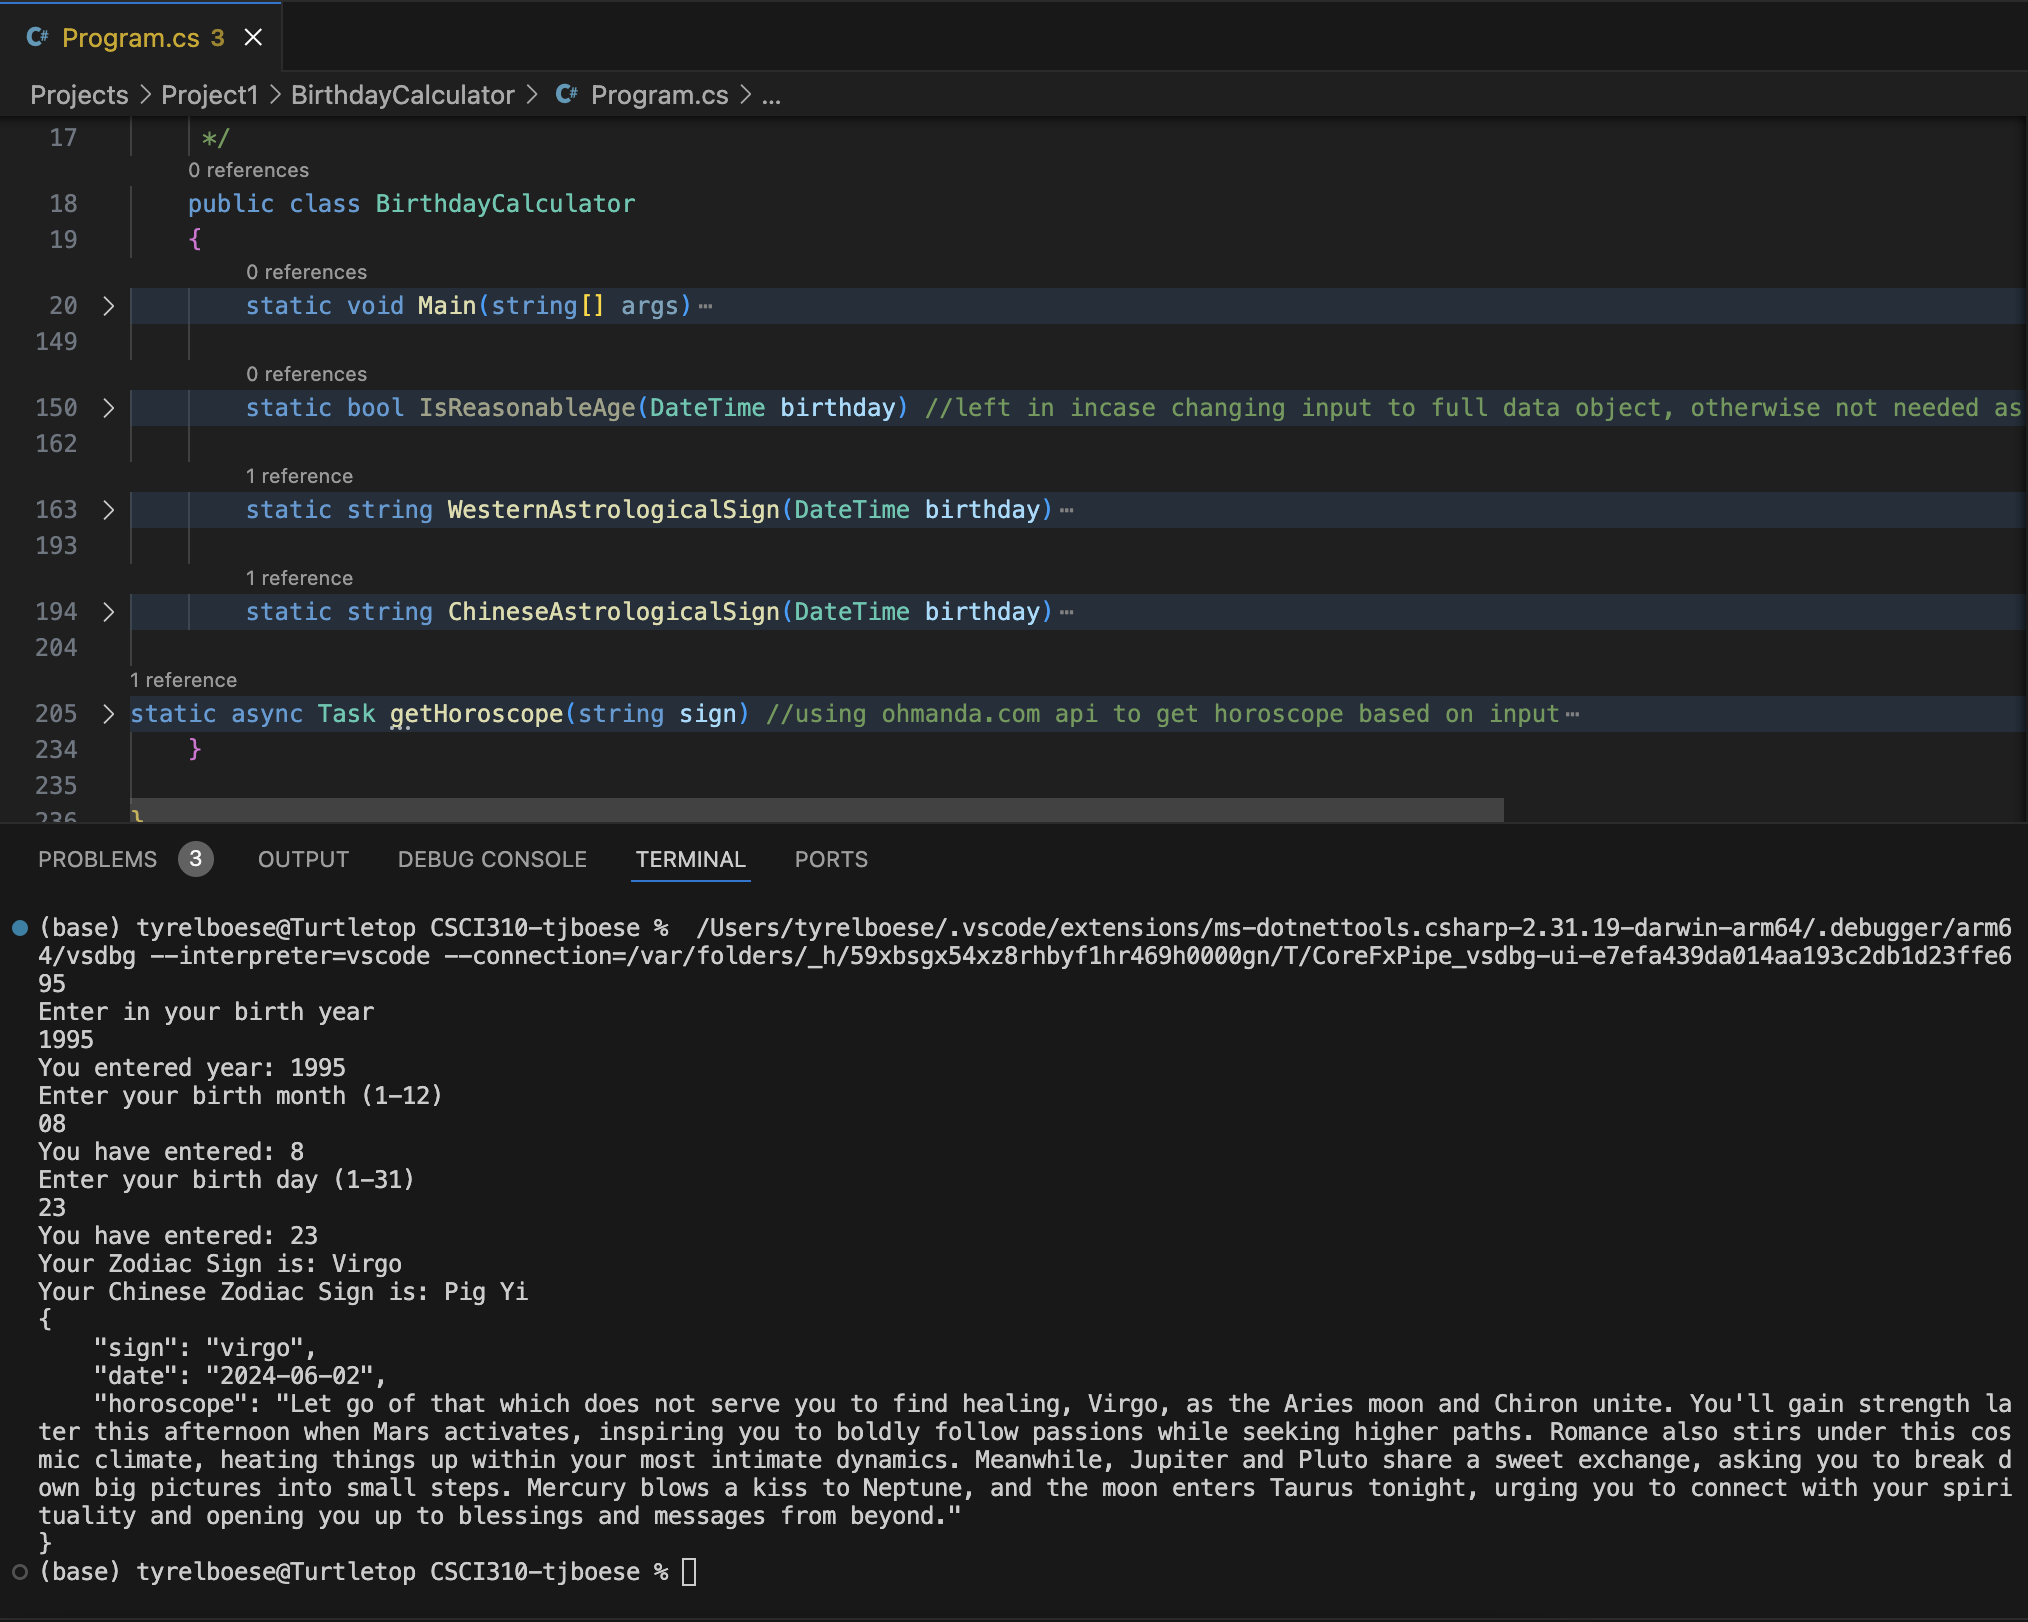 C# Program.cs 3 ×
Projects > Project1 > BirthdayCalculator > C# Program.cs > ...
17 */
0 references
18 public class BirthdayCalculator
19 {
0 references
20 > static void Main(string[] args) ⋯
149
0 references
150 > static bool IsReasonableAge(DateTime birthday) //left in incase changing input to full data object, otherwise not needed as
162
1 reference
163 > static string WesternAstrologicalSign(DateTime birthday) ⋯
193
1 reference
194 > static string ChineseAstrologicalSign(DateTime birthday) ⋯
204
1 reference
205 > static async Task getHoroscope(string sign) //using ohmanda.com api to get horoscope based on input ⋯
234 }
235
236 }
PROBLEMS 3 OUTPUT DEBUG CONSOLE TERMINAL PORTS
(base) tyrelboese@Turtletop CSCI310-tjboese %  /Users/tyrelboese/.vscode/extensions/ms-dotnettools.csharp-2.31.19-darwin-arm64/.debugger/arm6
4/vsdbg --interpreter=vscode --connection=/var/folders/_h/59xbsgx54xz8rhbyf1hr469h0000gn/T/CoreFxPipe_vsdbg-ui-e7efa439da014aa193c2db1d23ffe6
95
Enter in your birth year
1995
You entered year: 1995
Enter your birth month (1-12)
08
You have entered: 8
Enter your birth day (1-31)
23
You have entered: 23
Your Zodiac Sign is: Virgo
Your Chinese Zodiac Sign is: Pig Yi
{
"sign": "virgo",
"date": "2024-06-02",
"horoscope": "Let go of that which does not serve you to find healing, Virgo, as the Aries moon and Chiron unite. You'll gain strength la
ter this afternoon when Mars activates, inspiring you to boldly follow passions while seeking higher paths. Romance also stirs under this cos
mic climate, heating things up within your most intimate dynamics. Meanwhile, Jupiter and Pluto share a sweet exchange, asking you to break d
own big pictures into small steps. Mercury blows a kiss to Neptune, and the moon enters Taurus tonight, urging you to connect with your spiri
tuality and opening you up to blessings and messages from beyond."
}
(base) tyrelboese@Turtletop CSCI310-tjboese %